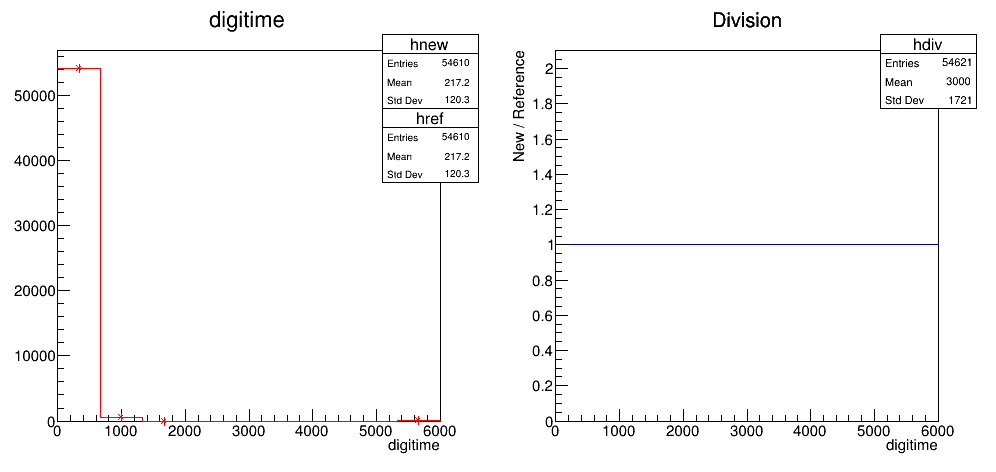 digitime
hnew
Entries 54610
Mean 217.2
Std Dev 120.3
href
Entries 54610
Mean 217.2
Std Dev 120.3
50000
40000
30000
20000
10000
0
0 1000 2000 3000 4000 5000 6000
digitime
Division
hdiv
Entries 54621
Mean 3000
Std Dev 1721
New / Reference
2
1.8
1.6
1.4
1.2
1
0.8
0.6
0.4
0.2
0
0 1000 2000 3000 4000 5000 6000
digitime